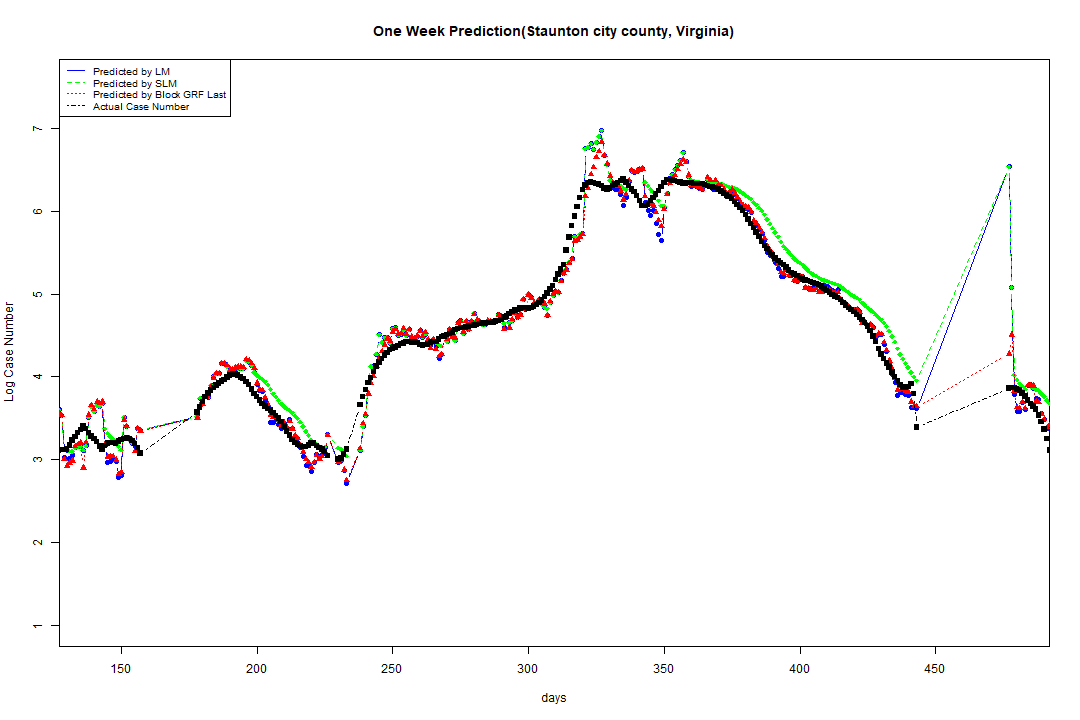 One Week Prediction(Staunton city county, Virginia)
Predicted by LM
Predicted by SLM
Predicted by Block GRF Last
Actual Case Number
7
6
5
4
3
2
1
Log Case Number
150 200 250 300 350 400 450
days